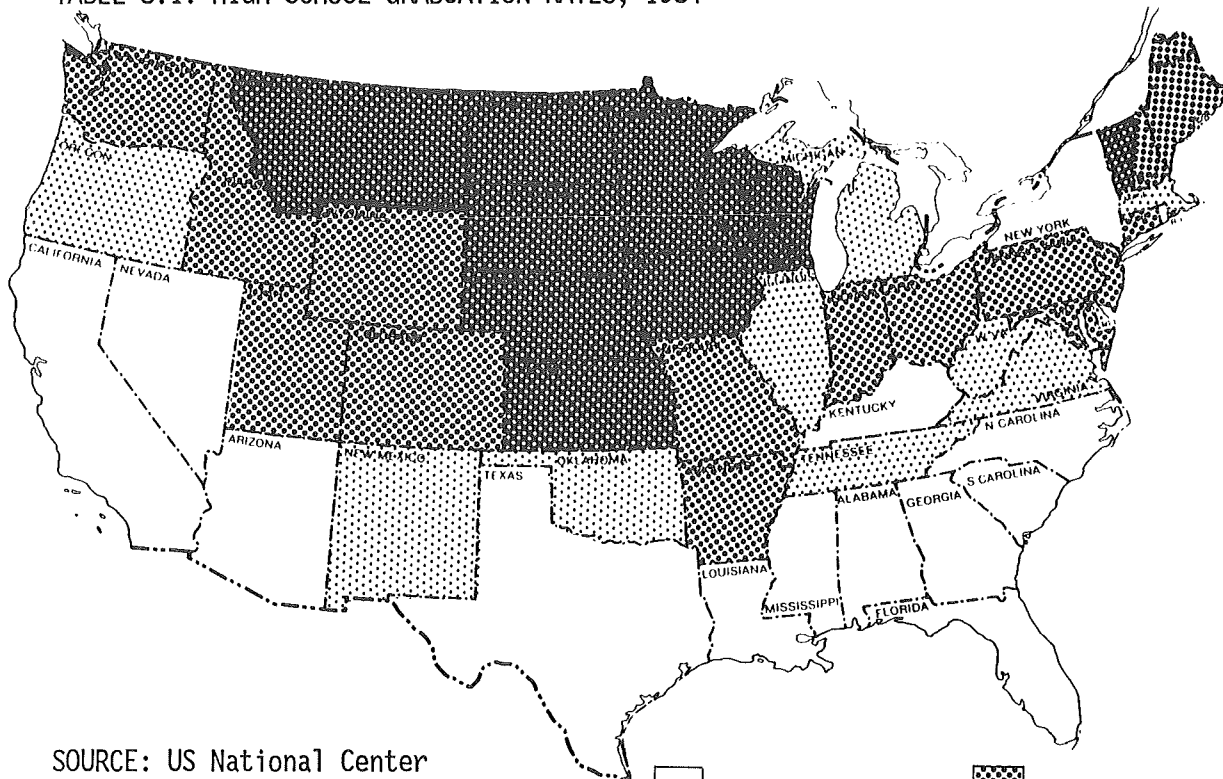 TABLE 3.1: HIGH SCHOOL GRADUATION RATES, 1984
MICHIGAN
OREGON
NEW YORK
CALIFORNIA
NEVADA
KENTUCKY
VIRGINIA
N CAROLINA
ARIZONA
NEW MEXICO
OKLAHOMA
TENNESSEE
TEXAS
S CAROLINA
ALABAMA
GEORGIA
LOUISIANA
MISSISSIPPI
FLORIDA
SOURCE: US National Center